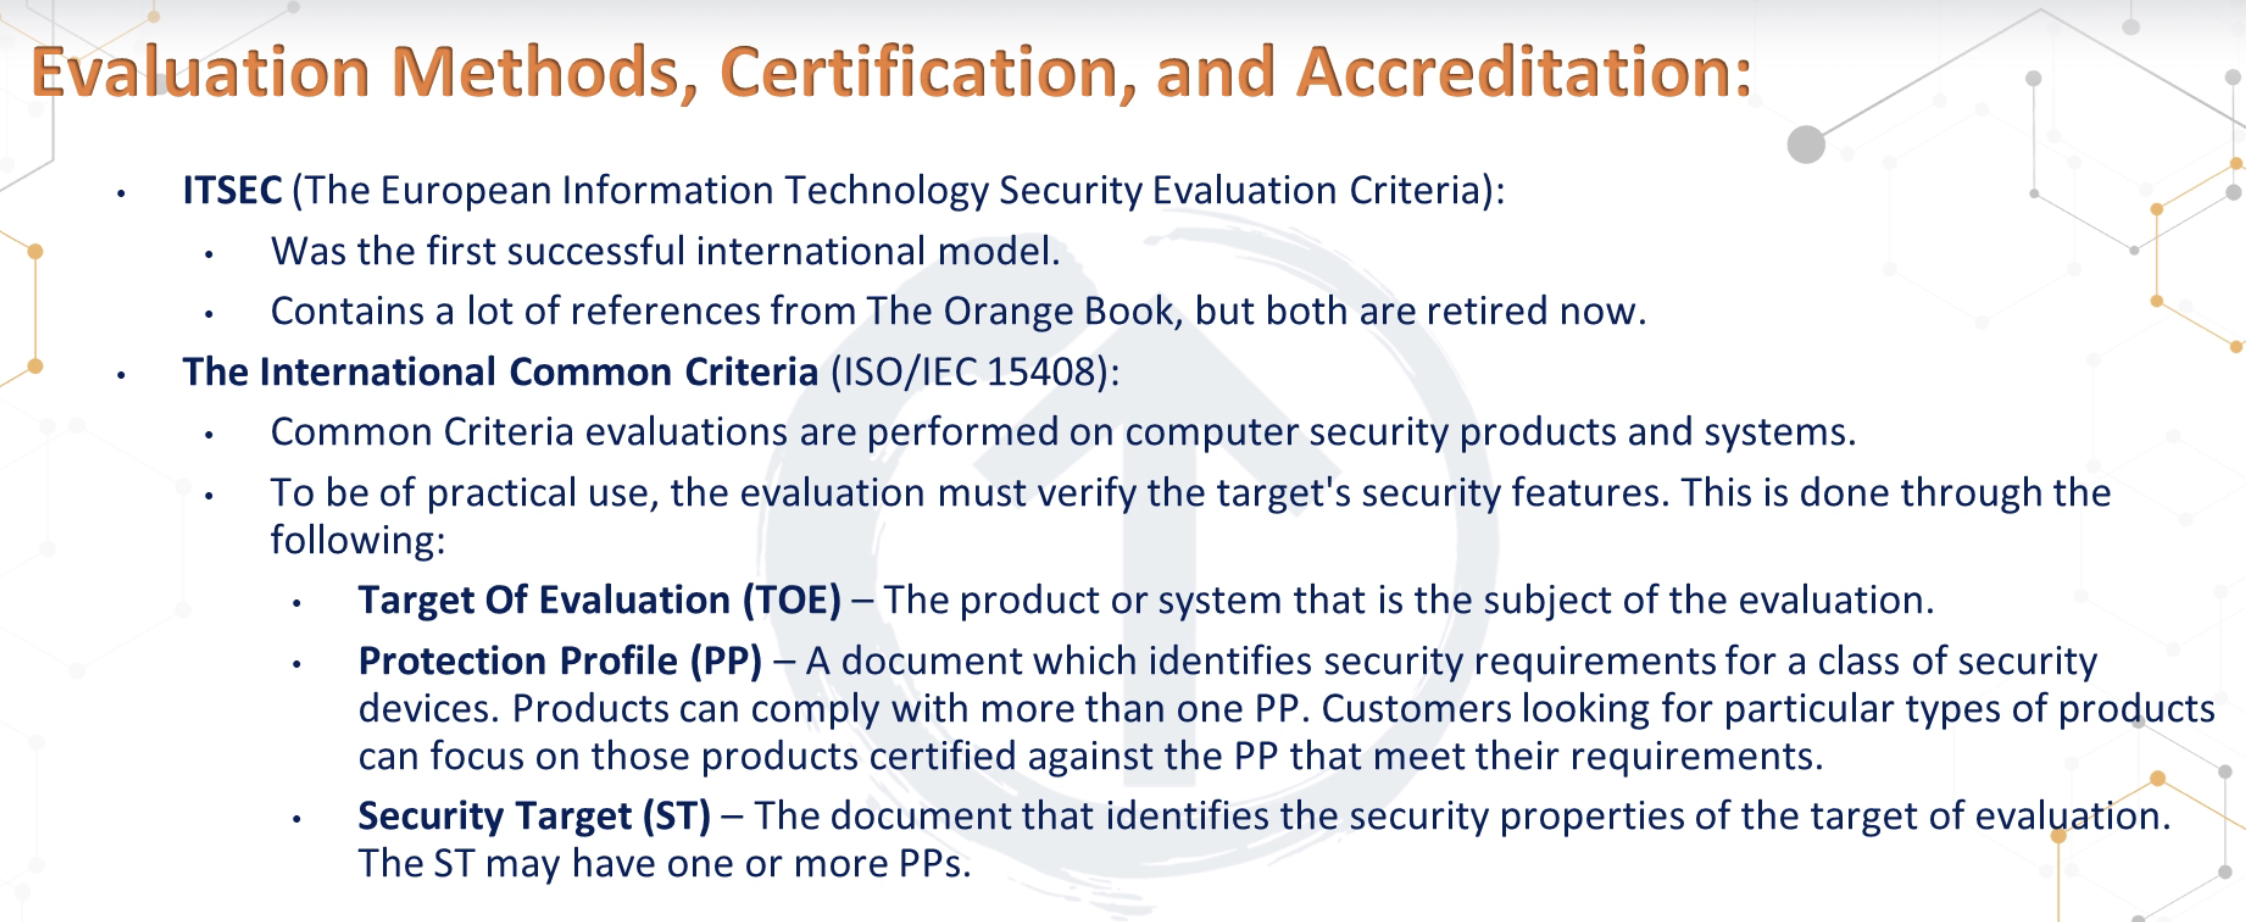 Evaluation Methods, Certification, and Accreditation:
• ITSEC (The European Information Technology Security Evaluation Criteria):
• Was the first successful international model.
• Contains a lot of references from The Orange Book, but both are retired now.
• The International Common Criteria (ISO/IEC 15408):
• Common Criteria evaluations are performed on computer security products and systems.
• To be of practical use, the evaluation must verify the target's security features. This is done through the
following:
• Target Of Evaluation (TOE) – The product or system that is the subject of the evaluation.
• Protection Profile (PP) – A document which identifies security requirements for a class of security
devices. Products can comply with more than one PP. Customers looking for particular types of products
can focus on those products certified against the PP that meet their requirements.
• Security Target (ST) – The document that identifies the security properties of the target of evaluation.
The ST may have one or more PPs.